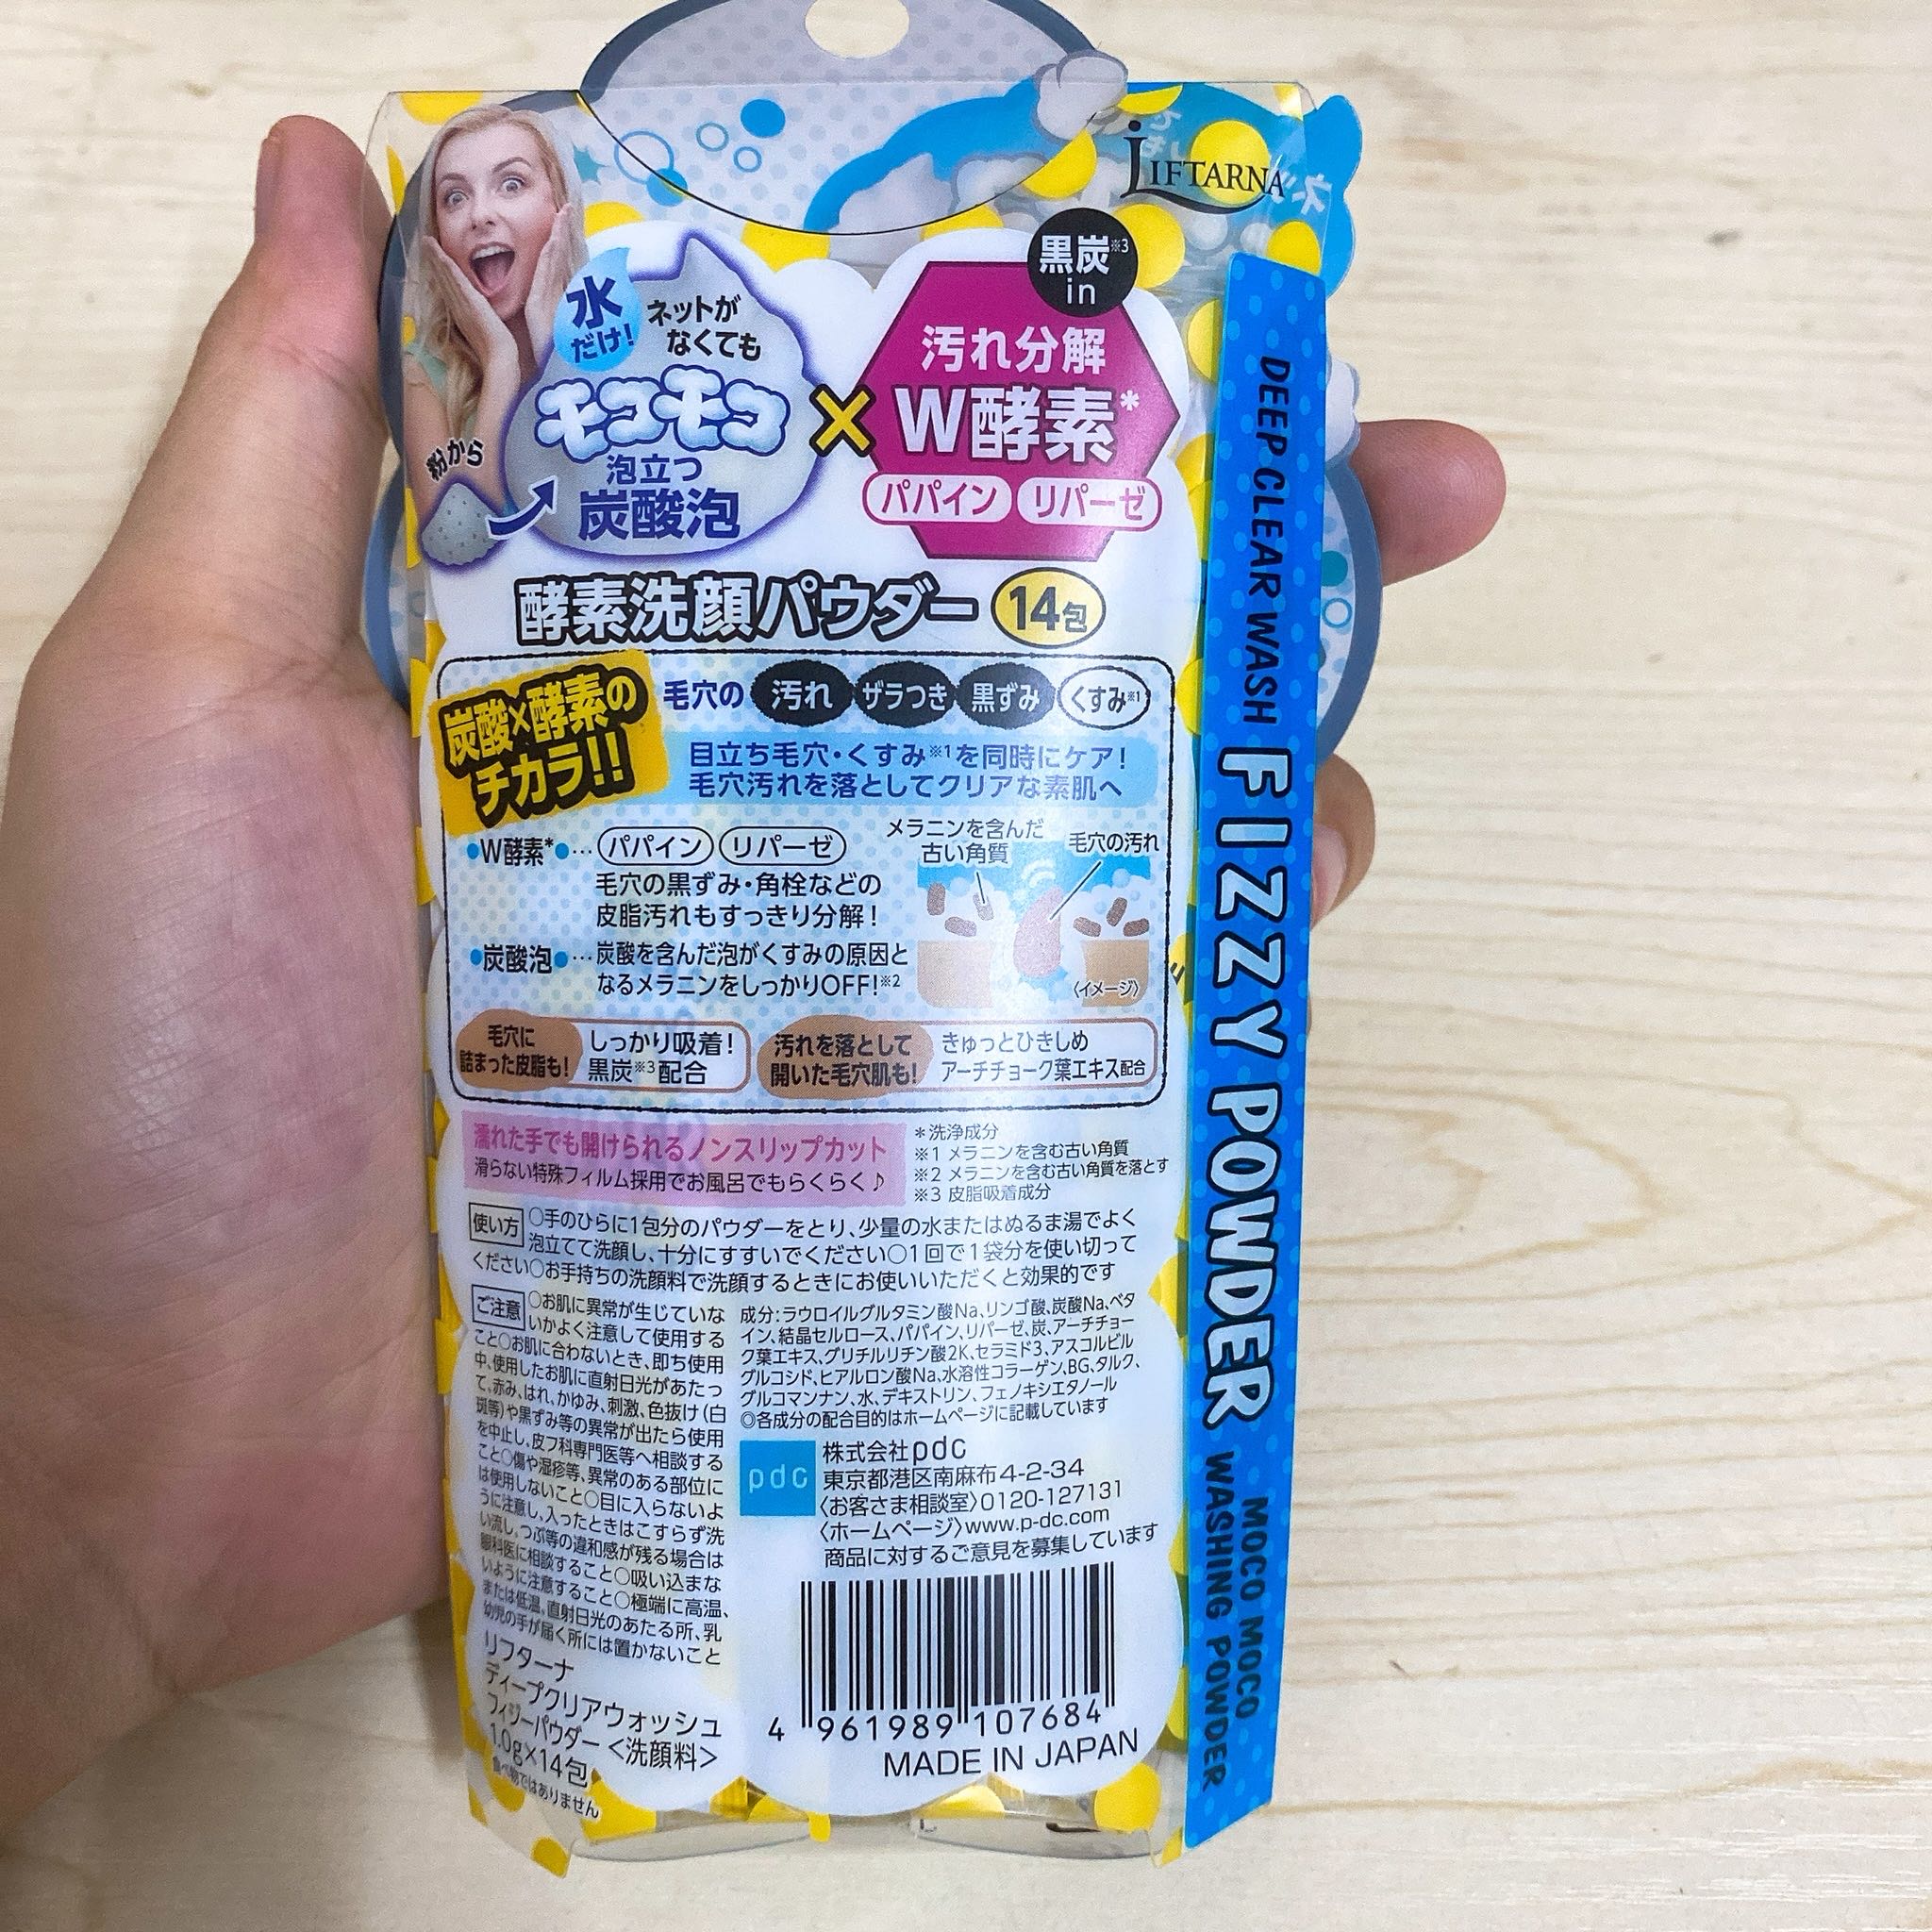 LIFTARNA
黒炭※3
in
水
だけ!
ネットが
なくても
モコモコ
泡立つ
炭酸泡
粉から
×
汚れ分解
W酵素*
パパイン リパーゼ
酵素洗顔パウダー 14包
炭酸×酵素の
チカラ!!
毛穴の 汚れ ザラつき 黒ずみ くすみ※1
目立ち毛穴・くすみ※1を同時にケア!
毛穴汚れを落としてクリアな素肌へ
●W酵素*●… パパイン リパーゼ
毛穴の黒ずみ・角栓などの
皮脂汚れもすっきり分解!
●炭酸泡●…炭酸を含んだ泡がくすみの原因と
なるメラニンをしっかりOFF!※2
メラニンを含んだ
古い角質
毛穴の汚れ
〈イメージ〉
毛穴に
詰まった皮脂も!
しっかり吸着!
黒炭※3配合
汚れを落として
開いた毛穴肌も!
きゅっとひきしめ
アーチチョーク葉エキス配合
濡れた手でも開けられるノンスリップカット
滑らない特殊フィルム採用でお風呂でもらくらく♪
*洗浄成分
※1 メラニンを含む古い角質
※2 メラニンを含む古い角質を落とす
※3 皮脂吸着成分
使い方 ○手のひらに1包分のパウダーをとり、少量の水またはぬるま湯でよく
泡立てて洗顔し、十分にすすいでください○1回で1袋分を使い切って
ください○お手持ちの洗顔料で洗顔するときにお使いいただくと効果的です
ご注意 ○お肌に異常が生じていな
いかよく注意して使用する
こと○お肌に合わないとき、即ち使用
中、使用したお肌に直射日光があたっ
て、赤み、はれ、かゆみ、刺激、色抜け(白
斑等)や黒ずみ等の異常が出たら使用
を中止し、皮フ科専門医等へ相談する
こと○傷や湿疹等、異常のある部位に
は使用しないこと○目に入らないよ
うに注意し、入ったときはこすらず洗
い流し、つぶ等の違和感が残る場合は
眼科医に相談すること○吸い込まな
いように注意すること○極端に高温、
または低温、直射日光のあたる所、乳
幼児の手が届く所には置かないこと
成分:ラウロイルグルタミン酸Na、リンゴ酸、炭酸Na、ベタ
イン、結晶セルロース、パパイン、リパーゼ、炭、アーチチョー
ク葉エキス、グリチルリチン酸2K、セラミド3、アスコルビル
グルコシド、ヒアルロン酸Na、水溶性コラーゲン、BG、タルク、
グルコマンナン、水、デキストリン、フェノキシエタノール
◎各成分の配合目的はホームページに記載しています
pdc
株式会社pdc
東京都港区南麻布4-2-34
〈お客さま相談室〉0120-127131
〈ホームページ〉www.p-dc.com
商品に対するご意見を募集しています
リフターナ
ディープクリアウォッシュ
フィジーパウダー〈洗顔料〉
1.0g×14包
食べ物ではありません
4 961989 107684
MADE IN JAPAN
DEEP CLEAR WASH FIZZY POWDER MOCO MOCO
WASHING POWDER